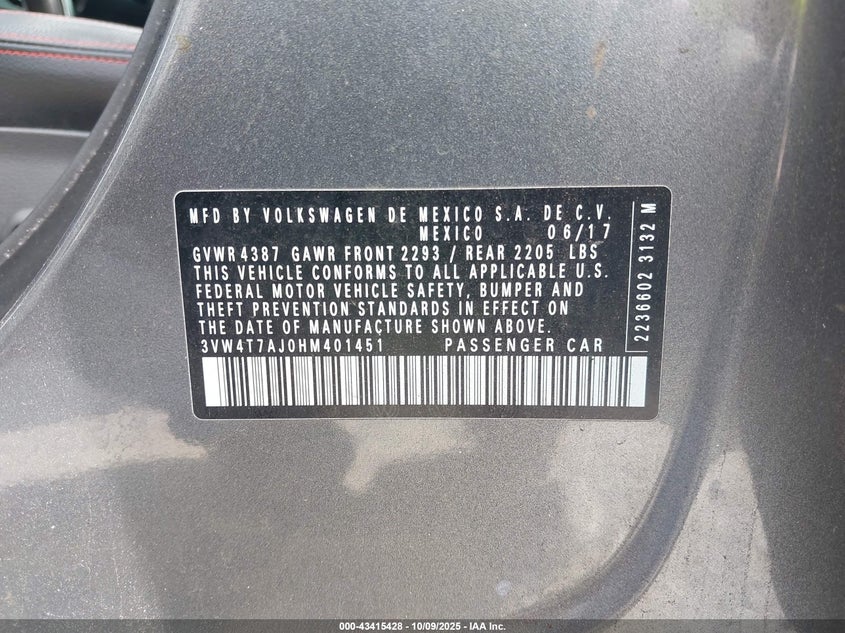 MFD BY VOLKSWAGEN DE MEXICO S.A. DE C.V.
MEXICO 06/17
GVWR 4387 GAWR FRONT 2293 / REAR 2205 LBS
THIS VEHICLE CONFORMS TO ALL APPLICABLE U.S.
FEDERAL MOTOR VEHICLE SAFETY, BUMPER AND
THEFT PREVENTION STANDARDS IN EFFECT ON
THE DATE OF MANUFACTURE SHOWN ABOVE.
3VW4T7AJ0HM401451 PASSENGER CAR
2236602 3132 M
000-43415428 - 10/09/2025 - IAA Inc.